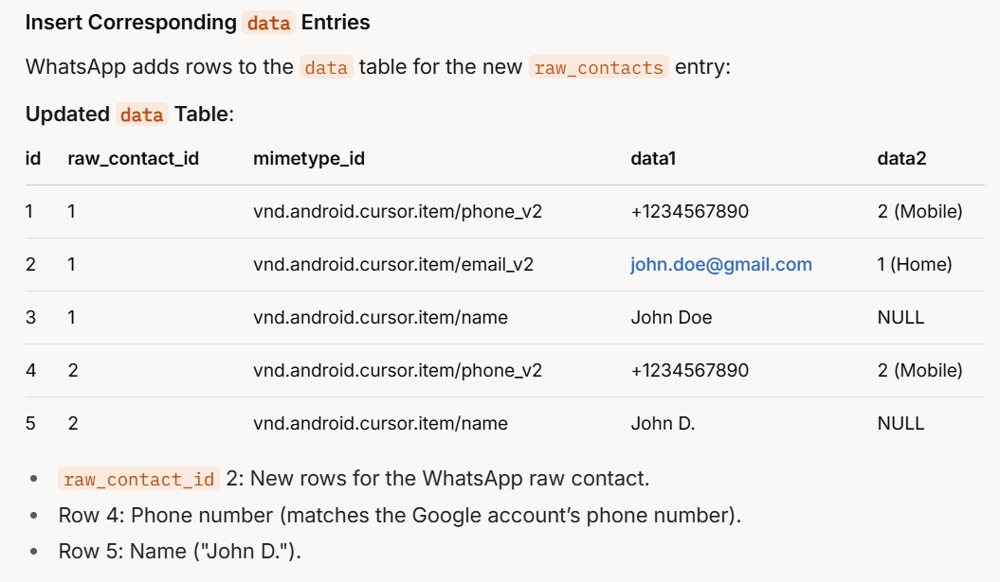 Insert Corresponding data Entries
WhatsApp adds rows to the data table for the new raw_contacts entry:
Updated data Table:
id raw_contact_id mimetype_id data1 data2
1 1 vnd.android.cursor.item/phone_v2 +1234567890 2 (Mobile)
2 1 vnd.android.cursor.item/email_v2 john.doe@gmail.com 1 (Home)
3 1 vnd.android.cursor.item/name John Doe NULL
4 2 vnd.android.cursor.item/phone_v2 +1234567890 2 (Mobile)
5 2 vnd.android.cursor.item/name John D. NULL
• raw_contact_id 2: New rows for the WhatsApp raw contact.
• Row 4: Phone number (matches the Google account’s phone number).
• Row 5: Name ("John D.").